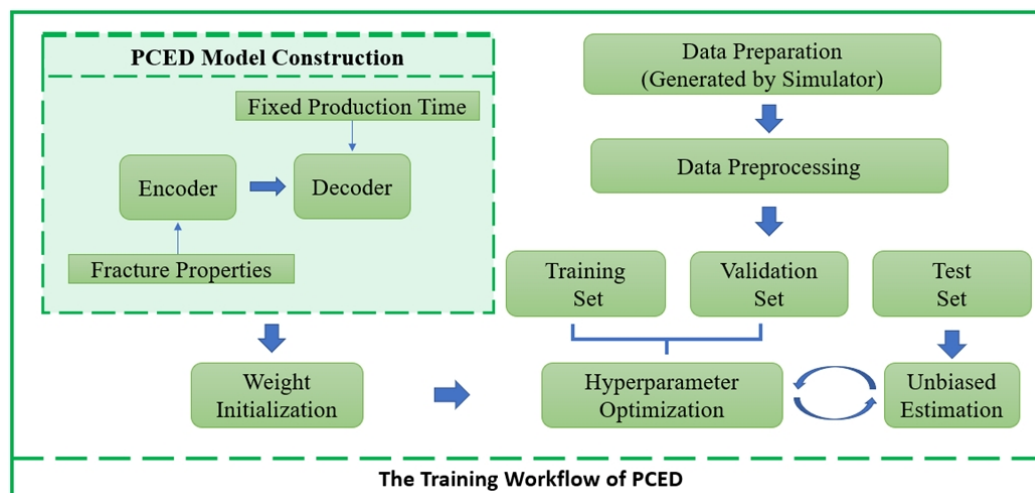 PCED Model Construction
Fixed Production Time
Encoder
Decoder
Fracture Properties
Weight
Initialization
Data Preparation
(Generated by Simulator)
Data Preprocessing
Training
Set
Validation
Set
Test
Set
Hyperparameter
Optimization
Unbiased
Estimation
The Training Workflow of PCED